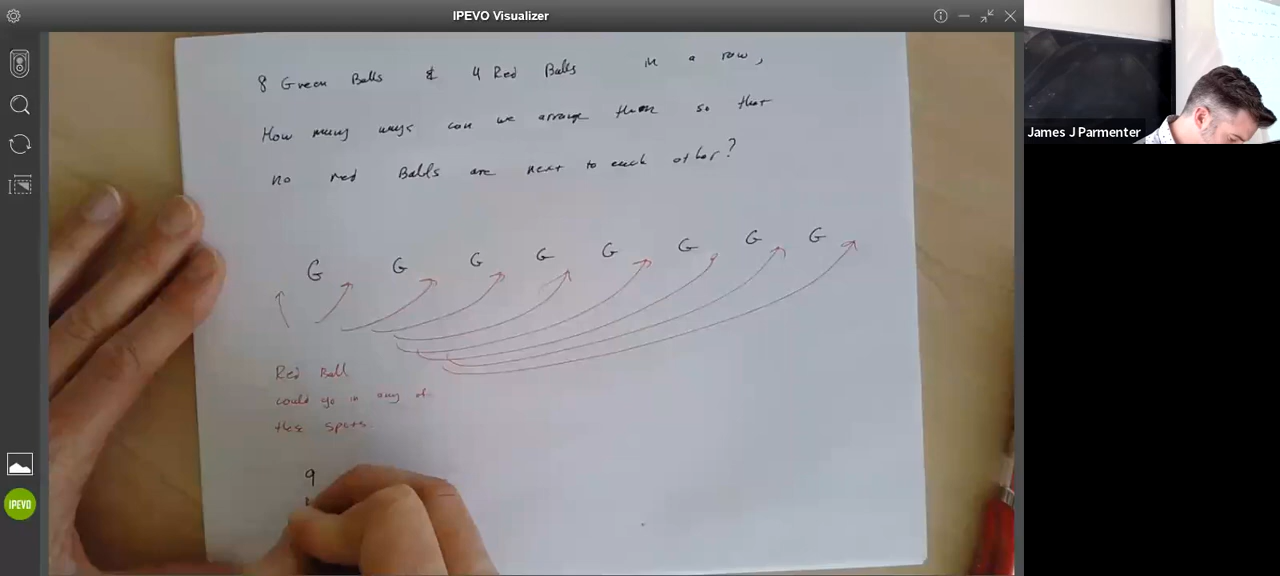 IPEVO Visualizer
James J Parmenter
8 Green Balls & 4 Red Balls in a row,
How many ways can we arrange them so that
no red Balls are next to each other?
G G G G G G G G
Red Ball
could go in any of
these spots.
9
IPEVO